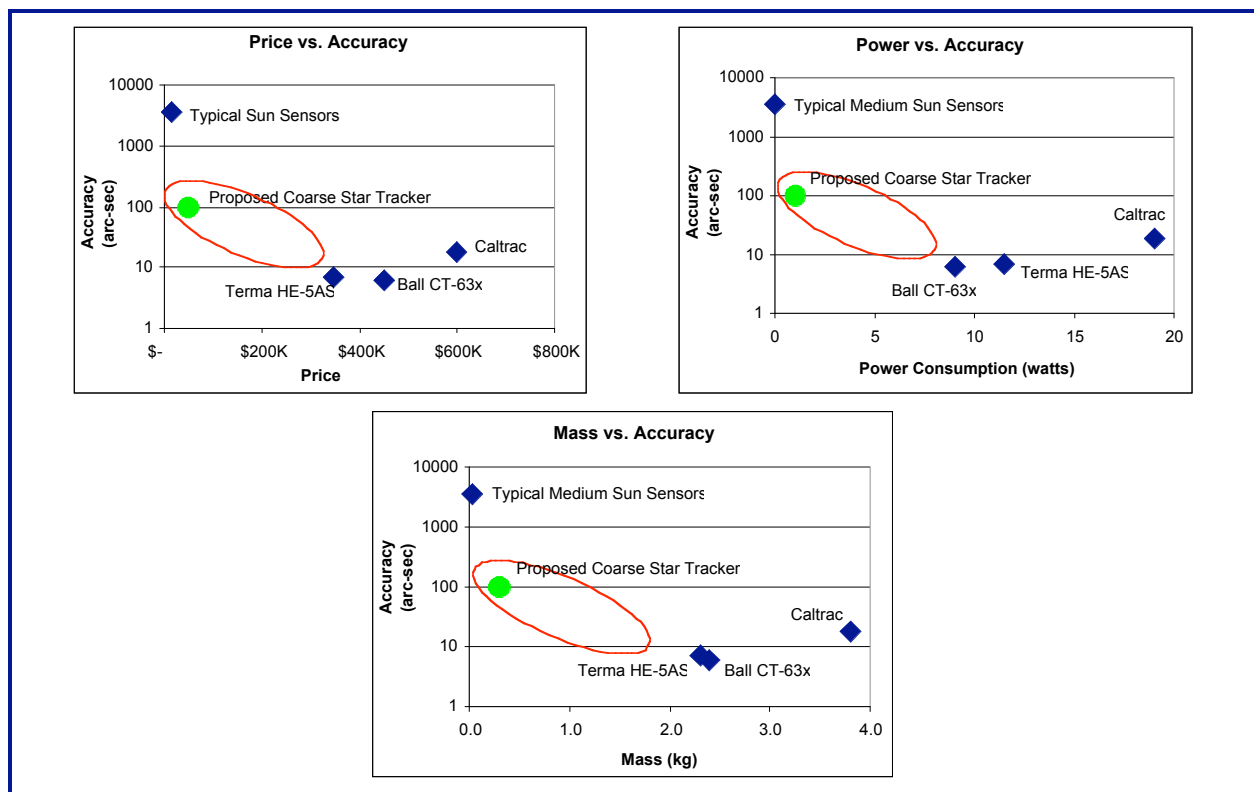 Price vs. Accuracy
10000
1000
100
10
1
Accuracy
(arc-sec)
Typical Sun Sensors
Proposed Coarse Star Tracker
Caltrac
Terma HE-5AS
Ball CT-63x
$-
$200K
$400K
$600K
$800K
Price
Power vs. Accuracy
10000
1000
100
10
1
Accuracy
(arc-sec)
Typical Medium Sun Sensors
Proposed Coarse Star Tracker
Caltrac
Terma HE-5AS
Ball CT-63x
0
5
10
15
20
Power Consumption (watts)
Mass vs. Accuracy
10000
1000
100
10
1
Accuracy
(arc-sec)
Typical Medium Sun Sensors
Proposed Coarse Star Tracker
Caltrac
Terma HE-5AS
Ball CT-63x
0.0
1.0
2.0
3.0
4.0
Mass (kg)